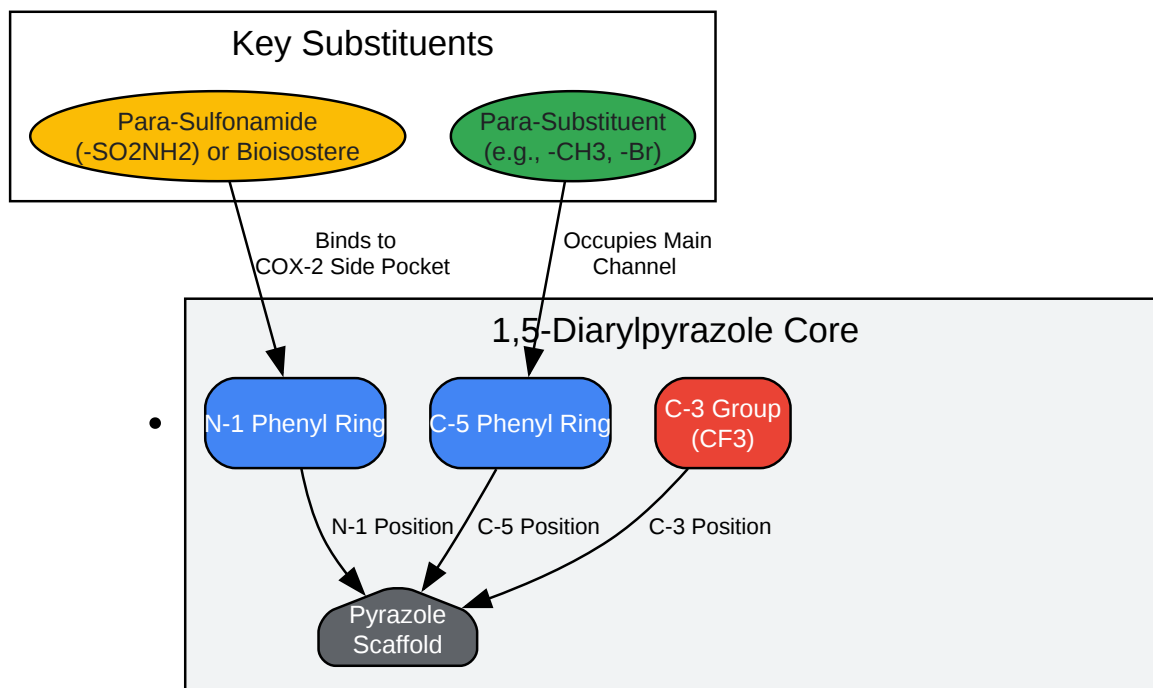 Key Substituents
Para-Sulfonamide
(-SO2NH2) or Bioisostere
Para-Substituent
(e.g., -CH3, -Br)
Binds to
COX-2 Side Pocket
Occupies Main
Channel
1,5-Diarylpyrazole Core
N-1 Phenyl Ring
C-5 Phenyl Ring
C-3 Group
(CF3)
N-1 Position
C-5 Position
C-3 Position
Pyrazole
Scaffold